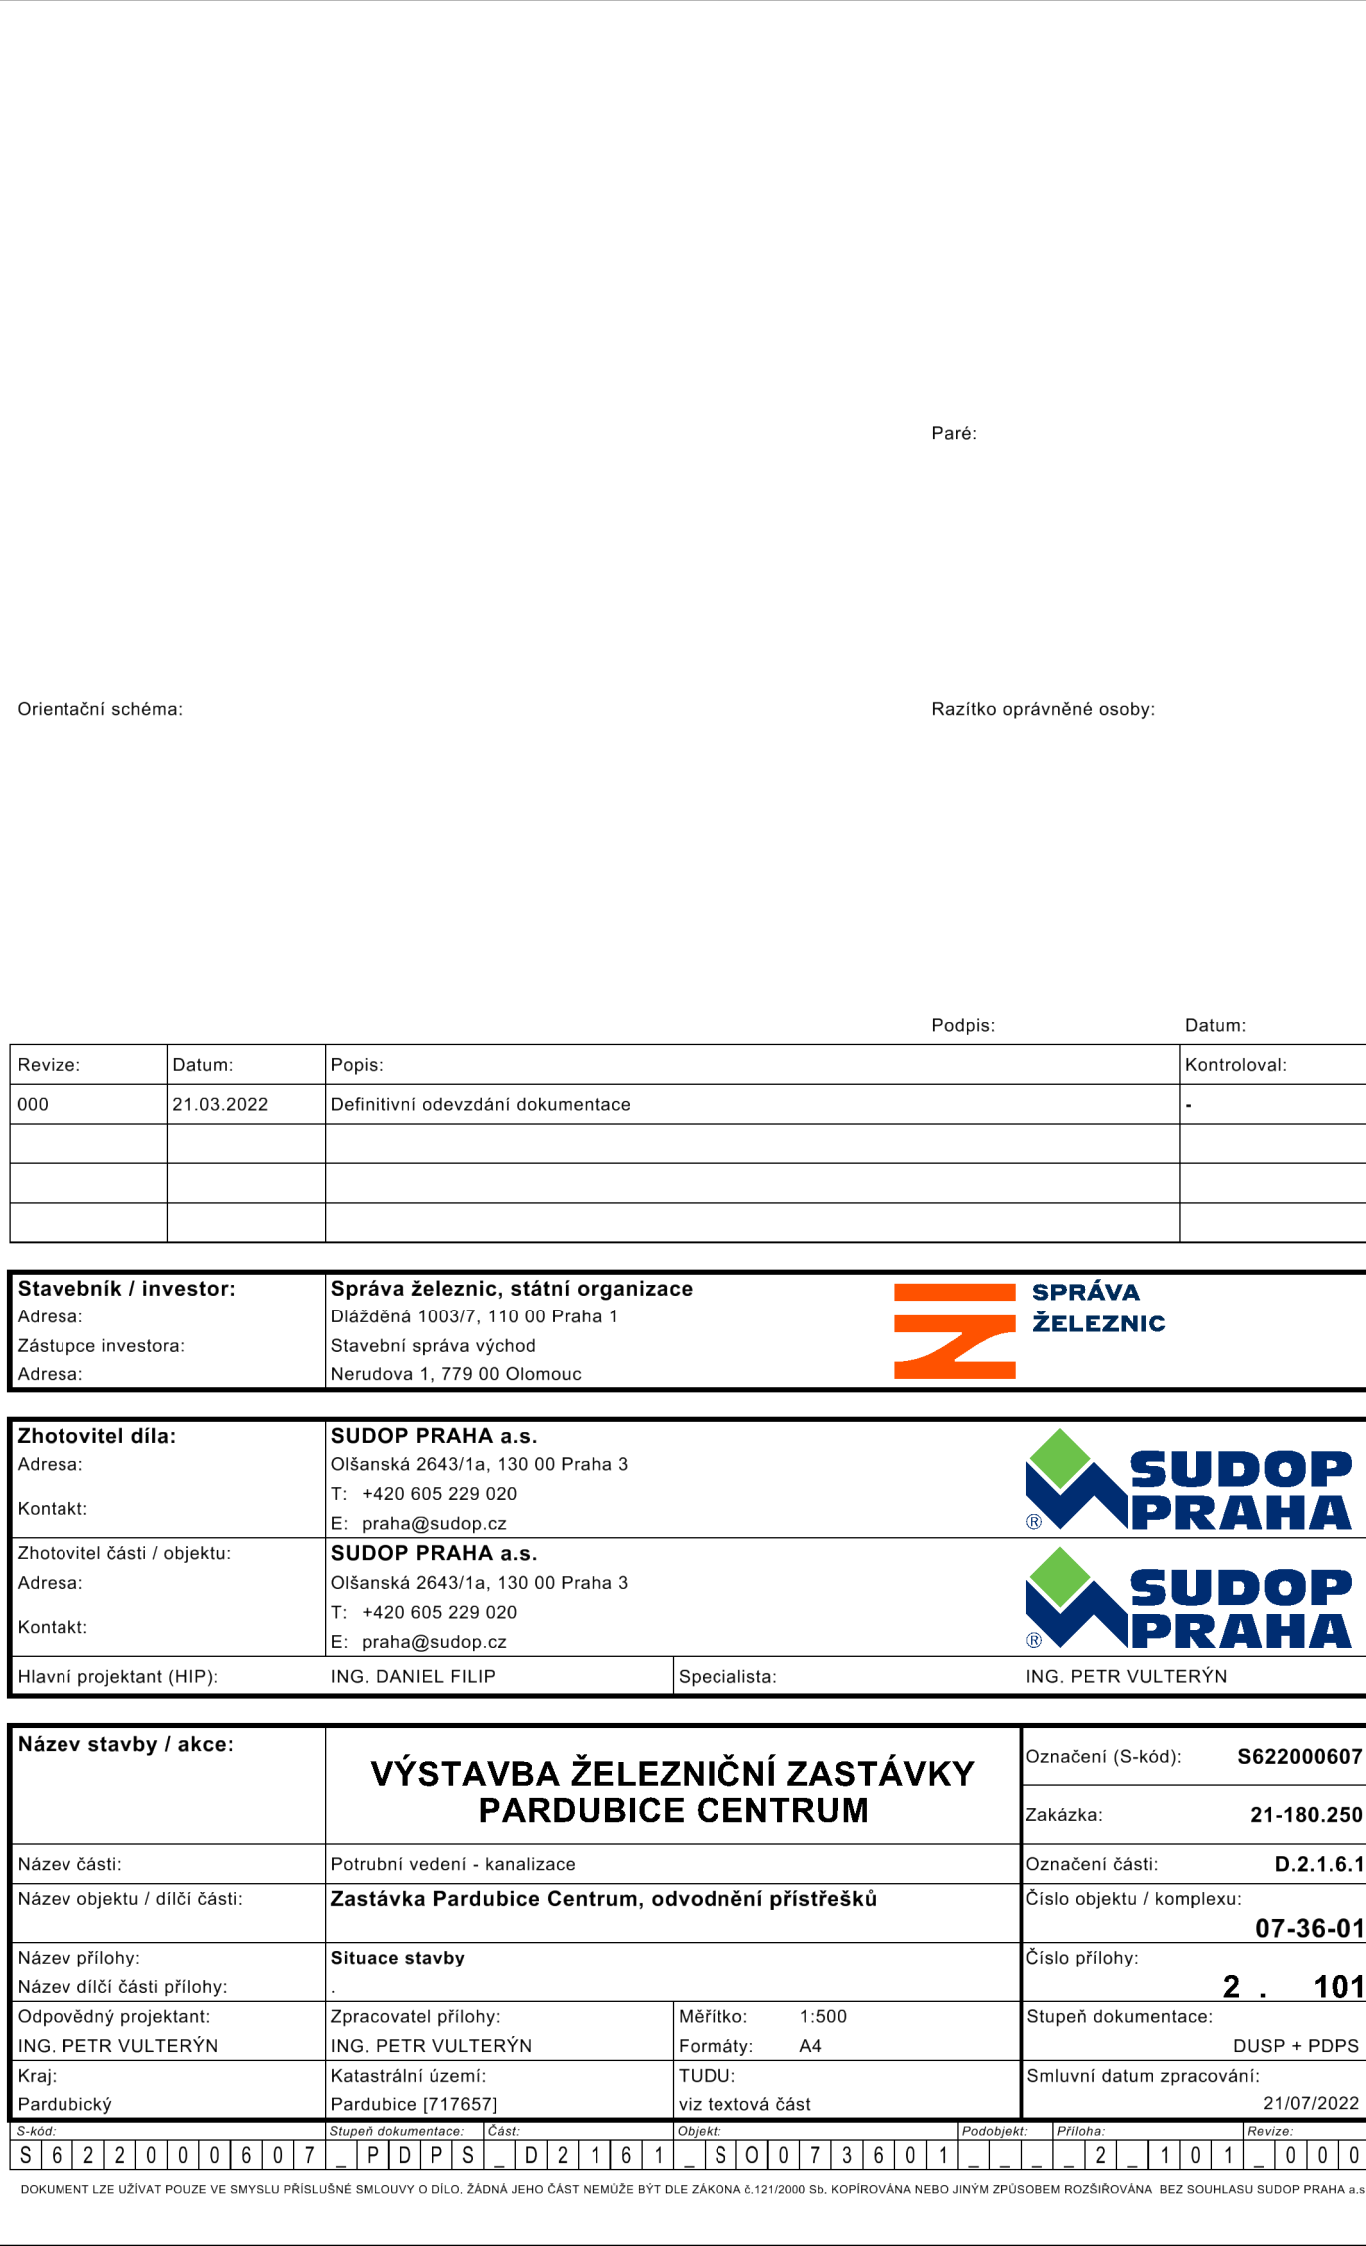 Paré:
Orientační schéma:
Razítko oprávněné osoby:
Podpis: Datum:
Revize: Datum: Popis: Kontroloval:
000 21.03.2022 Definitivní odevzdání dokumentace -
Stavebník / investor: Správa železnic, státní organizace
Adresa: Dlážděná 1003/7, 110 00 Praha 1
Zástupce investora: Stavební správa východ
Adresa: Nerudova 1, 779 00 Olomouc
SPRÁVA
ŽELEZNIC
Zhotovitel díla: SUDOP PRAHA a.s.
Adresa: Olšanská 2643/1a, 130 00 Praha 3
Kontakt: T: +420 605 229 020
E: praha@sudop.cz
SUDOP
PRAHA
®
Zhotovitel části / objektu: SUDOP PRAHA a.s.
Adresa: Olšanská 2643/1a, 130 00 Praha 3
Kontakt: T: +420 605 229 020
E: praha@sudop.cz
SUDOP
PRAHA
®
Hlavní projektant (HIP): ING. DANIEL FILIP Specialista: ING. PETR VULTERÝN
Název stavby / akce:
VÝSTAVBA ŽELEZNIČNÍ ZASTÁVKY
PARDUBICE CENTRUM
Označení (S-kód): S622000607
Zakázka: 21-180.250
Název části: Potrubní vedení - kanalizace Označení části: D.2.1.6.1
Název objektu / dílčí části: Zastávka Pardubice Centrum, odvodnění přístřešků Číslo objektu / komplexu:
07-36-01
Název přílohy: Situace stavby Číslo přílohy:
Název dílčí části přílohy: . 2 . 101
Odpovědný projektant: Zpracovatel přílohy: Měřítko: 1:500 Stupeň dokumentace:
ING. PETR VULTERÝN ING. PETR VULTERÝN Formáty: A4 DUSP + PDPS
Kraj: Katastrální území: TUDU: Smluvní datum zpracování:
Pardubický Pardubice [717657] viz textová část 21/07/2022
S-kód: Stupeň dokumentace: Část: Objekt: Podobjekt: Příloha: Revize:
S 6 2 2 0 0 0 6 0 7 _ P D P S _ D 2 1 6 1 _ S O 0 7 3 6 0 1 _ _ _ _ 2 _ 1 0 1 _ 0 0 0
DOKUMENT LZE UŽÍVAT POUZE VE SMYSLU PŘÍSLUŠNÉ SMLOUVY O DÍLO. ŽÁDNÁ JEHO ČÁST NEMŮŽE BÝT DLE ZÁKONA č.121/2000 Sb. KOPÍROVÁNA NEBO JINÝM ZPŮSOBEM ROZŠIŘOVÁNA BEZ SOUHLASU SUDOP PRAHA a.s